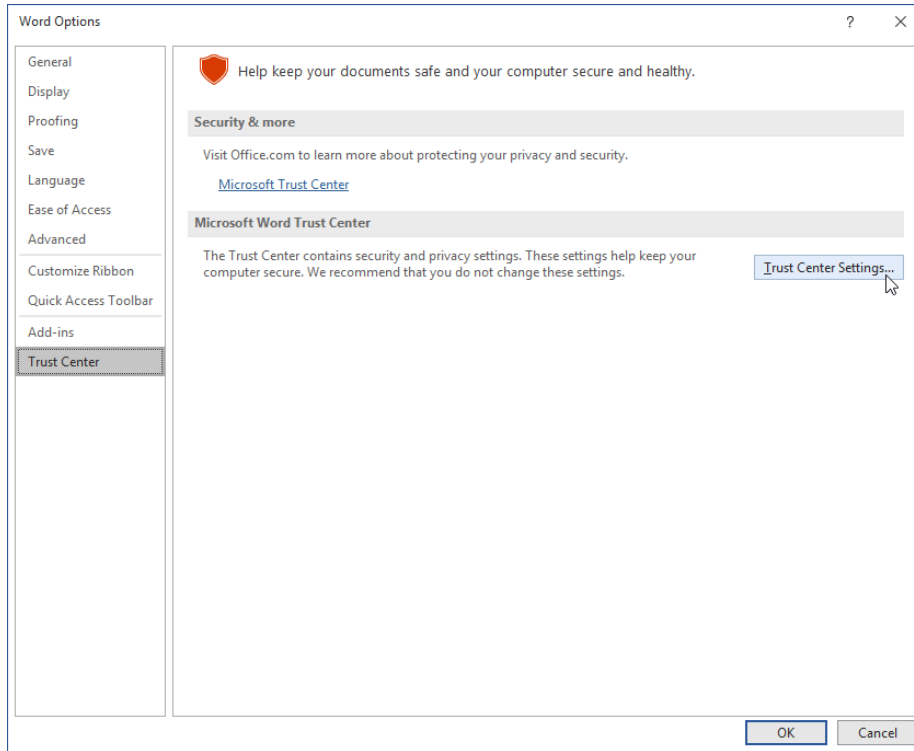 Word Options
?
General
Display
Proofing
Save
Language
Ease of Access
Advanced
Customize Ribbon
Quick Access Toolbar
Add-ins
Trust Center
Help keep your documents safe and your computer secure and healthy.
Security & more
Visit Office.com to learn more about protecting your privacy and security.
Microsoft Trust Center
Microsoft Word Trust Center
The Trust Center contains security and privacy settings. These settings help keep your
computer secure. We recommend that you do not change these settings.
Trust Center Settings...
OK
Cancel